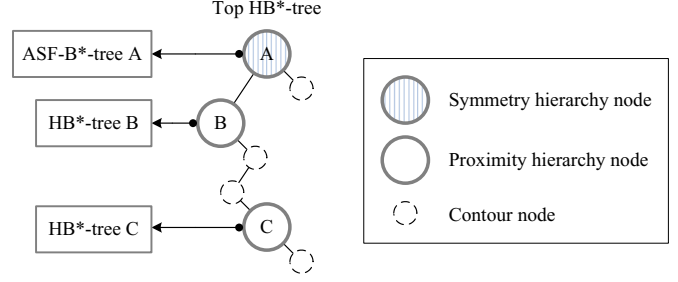 Top HB*-tree
ASF-B*-tree A
A
HB*-tree B
B
HB*-tree C
C
Symmetry hierarchy node
Proximity hierarchy node
Contour node